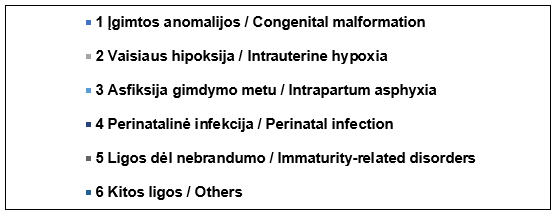 1 Įgimtos anomalijos / Congenital malformation
2 Vaisiaus hipoksija / Intrauterine hypoxia
3 Asfiksija gimdymo metu / Intrapartum asphyxia
4 Perinatalinė infekcija / Perinatal infection
5 Ligos dėl nebrandumo / Immaturity-related disorders
6 Kitos ligos / Others